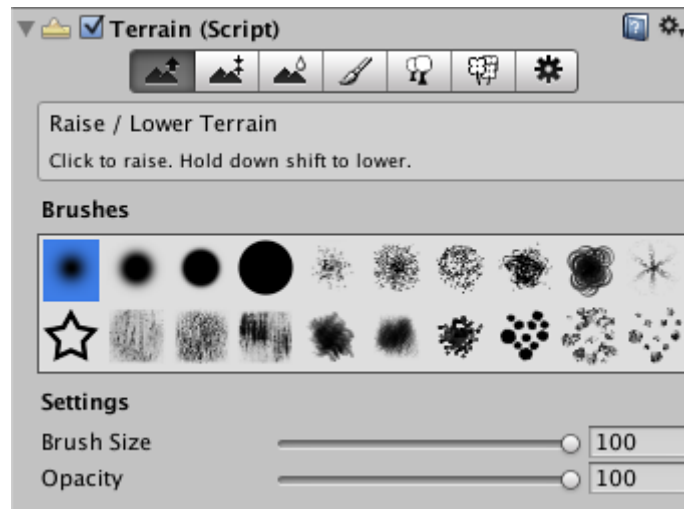 Terrain (Script)
Raise / Lower Terrain
Click to raise. Hold down shift to lower.
Brushes
Settings
Brush Size 100
Opacity 100